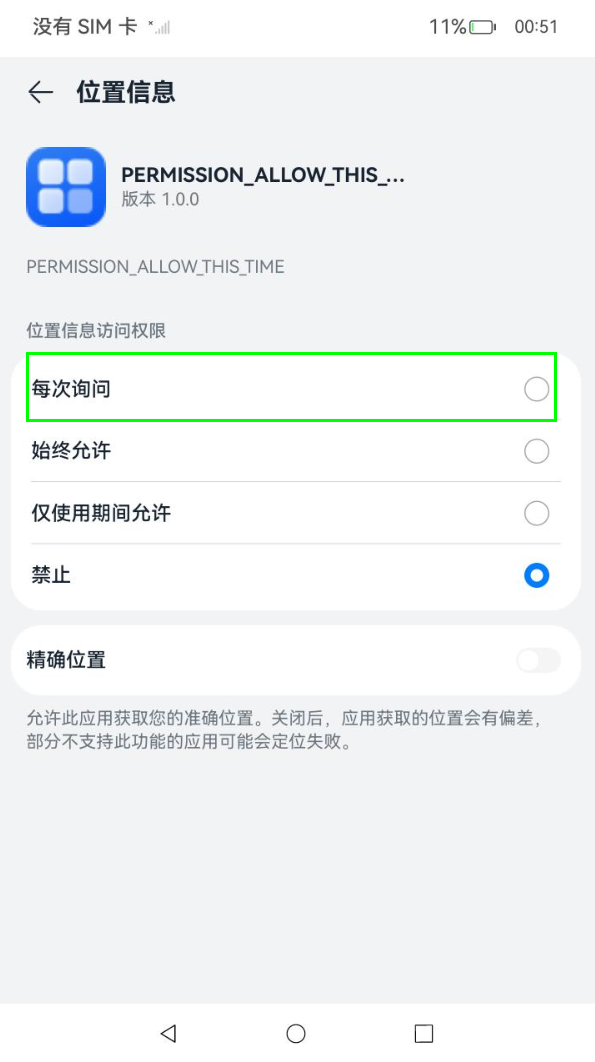 没有 SIM 卡
11%
00:51
位置信息
PERMISSION_ALLOW_THIS_...
版本 1.0.0
PERMISSION_ALLOW_THIS_TIME
位置信息访问权限
每次询问
始终允许
仅使用期间允许
禁止
精确位置
允许此应用获取您的准确位置。关闭后，应用获取的位置会有偏差，
部分不支持此功能的应用可能会定位失败。